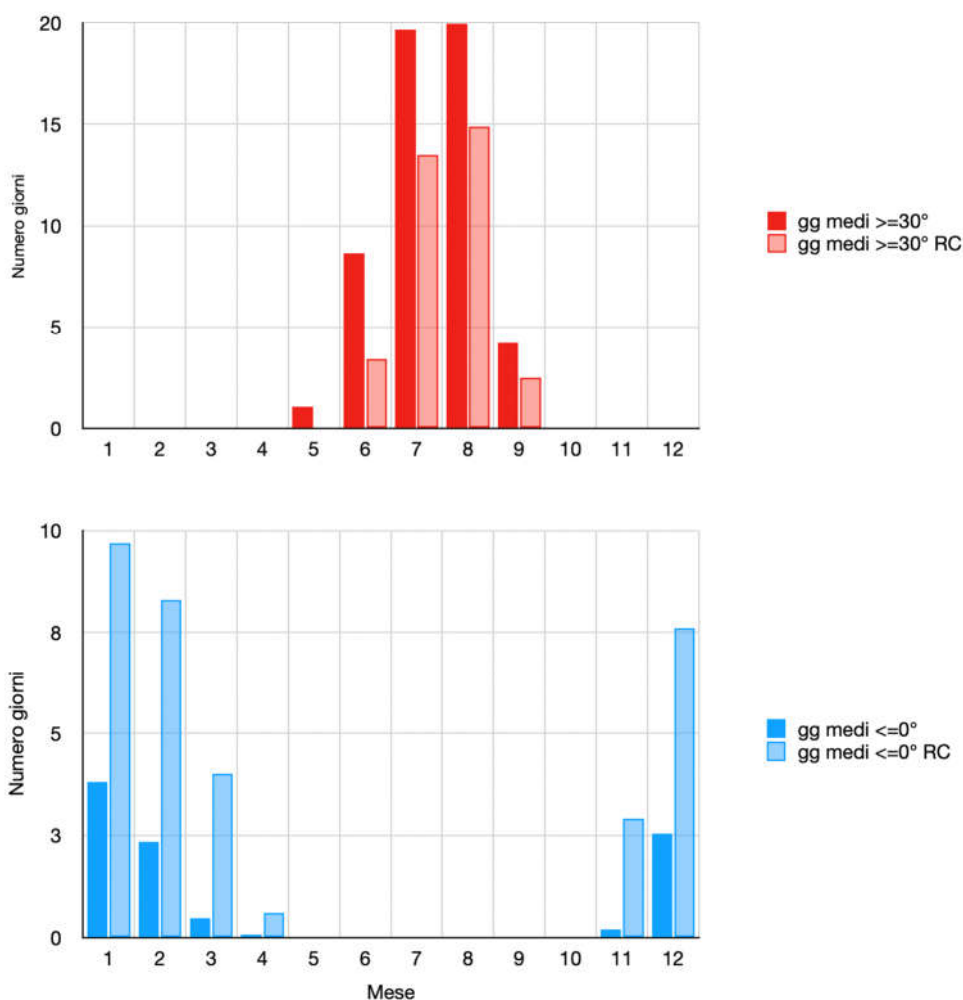 20
15
10
5
0
Numero giorni
1 2 3 4 5 6 7 8 9 10 11 12
gg medi >=30°
gg medi >=30° RC
10
8
5
3
0
Numero giorni
1 2 3 4 5 6 7 8 9 10 11 12
Mese
gg medi <=0°
gg medi <=0° RC